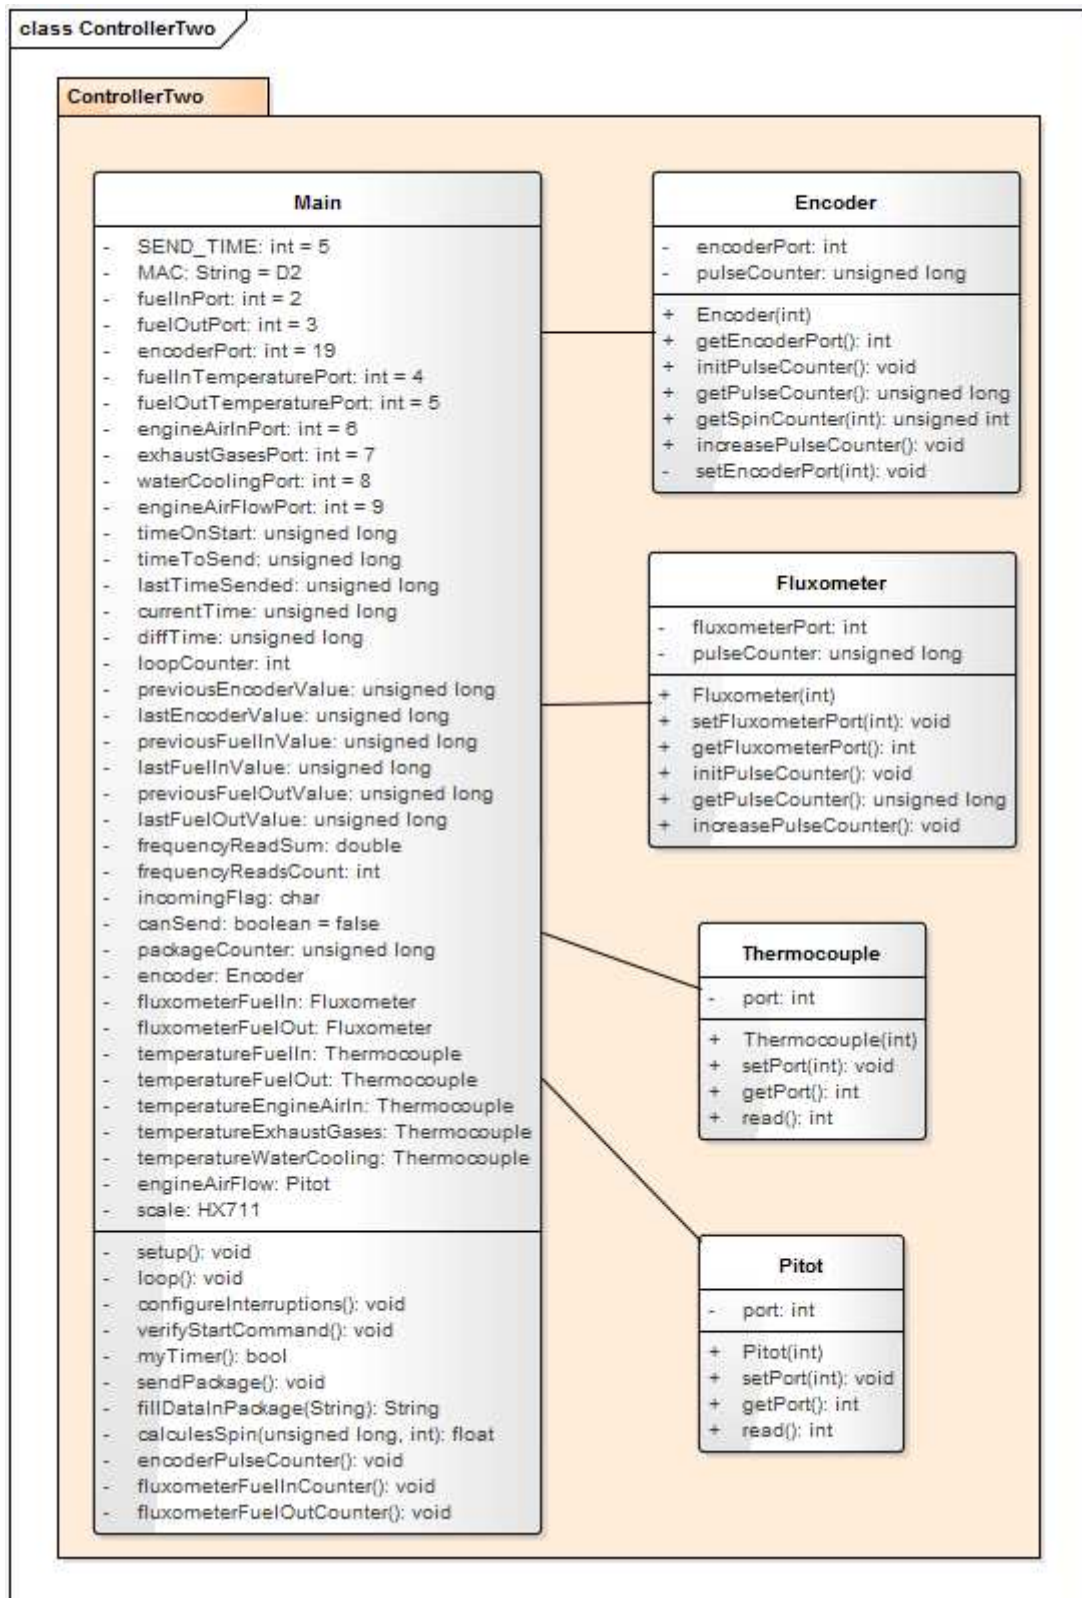 class ControllerTwo
ControllerTwo
Main
- SEND_TIME: int = 5
- MAC: String = D2
- fuelInPort: int = 2
- fuelOutPort: int = 3
- encoderPort: int = 19
- fuelInTemperaturePort: int = 4
- fuelOutTemperaturePort: int = 5
- engineAirInPort: int = 6
- exhaustGasesPort: int = 7
- waterCoolingPort: int = 8
- engineAirFlowPort: int = 9
- timeOnStart: unsigned long
- timeToSend: unsigned long
- lastTimeSended: unsigned long
- currentTime: unsigned long
- diffTime: unsigned long
- loopCounter: int
- previousEncoderValue: unsigned long
- lastEncoderValue: unsigned long
- previousFuelInValue: unsigned long
- lastFuelInValue: unsigned long
- previousFuelOutValue: unsigned long
- lastFuelOutValue: unsigned long
- frequencyReadSum: double
- frequencyReadsCount: int
- incomingFlag: char
- canSend: boolean = false
- packageCounter: unsigned long
- encoder: Encoder
- fluxometerFuelIn: Fluxometer
- fluxometerFuelOut: Fluxometer
- temperatureFuelIn: Thermocouple
- temperatureFuelOut: Thermocouple
- temperatureEngineAirIn: Thermocouple
- temperatureExhaustGases: Thermocouple
- temperatureWaterCooling: Thermocouple
- engineAirFlow: Pitot
- scale: HX711
- setup(): void
- loop(): void
- configureInterruptions(): void
- verifyStartCommand(): void
- myTimer(): bool
- sendPackage(): void
- fillDataInPackage(String): String
- calculesSpin(unsigned long, int): float
- encoderPulseCounter(): void
- fluxometerFuelInCounter(): void
- fluxometerFuelOutCounter(): void
Encoder
- encoderPort: int
- pulseCounter: unsigned long
+ Encoder(int)
+ getEncoderPort(): int
+ initPulseCounter(): void
+ getPulseCounter(): unsigned long
+ getSpinCounter(int): unsigned int
+ increasePulseCounter(): void
- setEncoderPort(int): void
Fluxometer
- fluxometerPort: int
- pulseCounter: unsigned long
+ Fluxometer(int)
+ setFluxometerPort(int): void
+ getFluxometerPort(): int
+ initPulseCounter(): void
+ getPulseCounter(): unsigned long
+ increasePulseCounter(): void
Thermocouple
- port: int
+ Thermocouple(int)
+ setPort(int): void
+ getPort(): int
+ read(): int
Pitot
- port: int
+ Pitot(int)
+ setPort(int): void
+ getPort(): int
+ read(): int